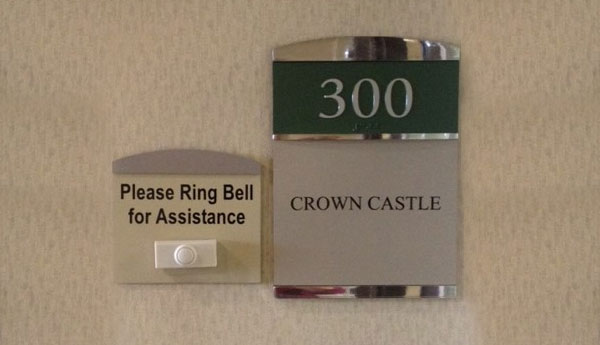 300
CROWN CASTLE
Please Ring Bell
for Assistance